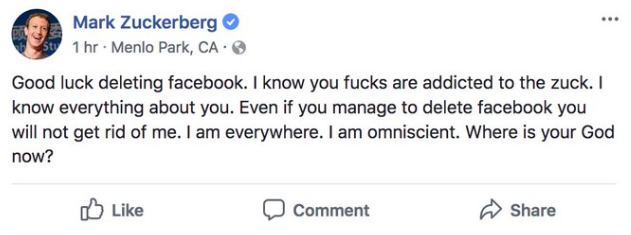 Mark Zuckerberg
1 hr · Menlo Park, CA ·
Good luck deleting facebook. I know you fucks are addicted to the zuck. I
know everything about you. Even if you manage to delete facebook you
will not get rid of me. I am everywhere. I am omniscient. Where is your God
now?
Like
Comment
Share